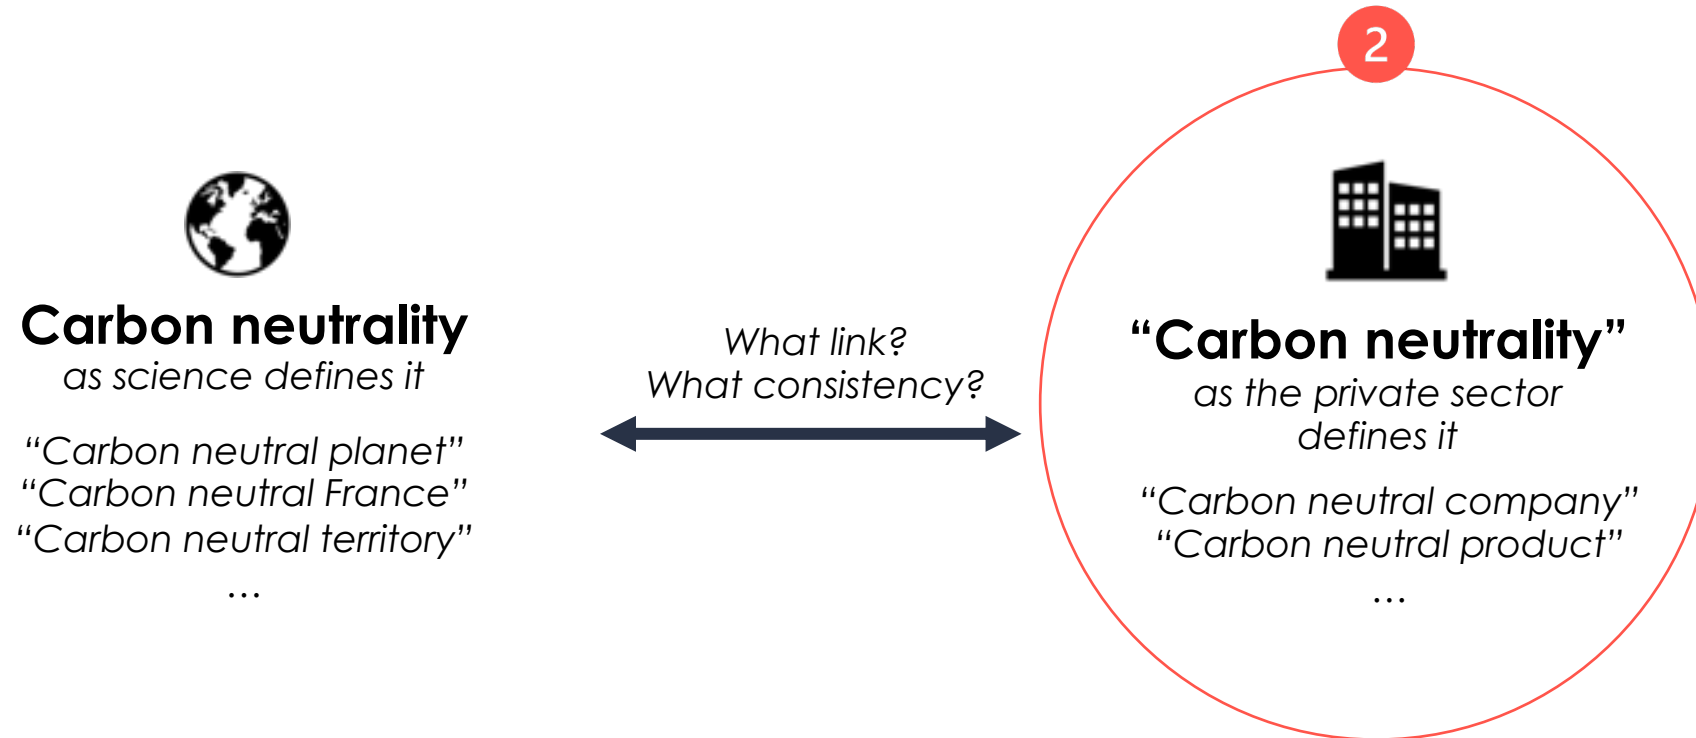 Carbon neutrality
as science defines it
“Carbon neutral planet”
“Carbon neutral France”
“Carbon neutral territory”
…
What link?
What consistency?
2
“Carbon neutrality”
as the private sector
defines it
“Carbon neutral company”
“Carbon neutral product”
…